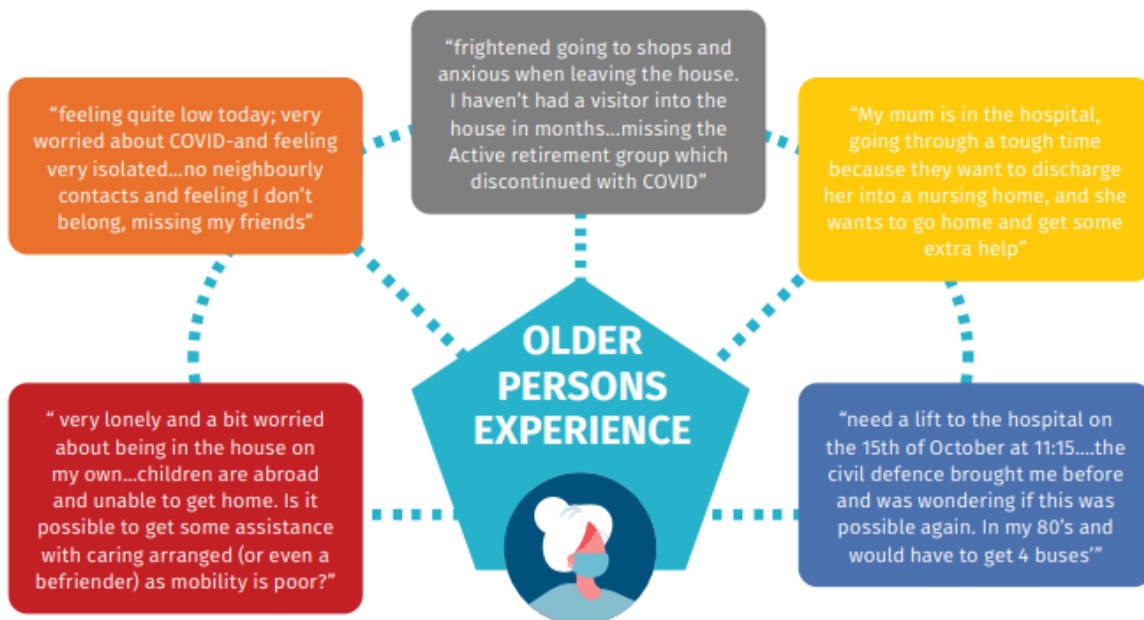 “frightened going to shops and
anxious when leaving the house.
I haven’t had a visitor into the
house in months...missing the
Active retirement group which
discontinued with COVID”
“feeling quite low today; very
worried about COVID-and feeling
very isolated...no neighbourly
contacts and feeling I don’t
belong, missing my friends”
“My mum is in the hospital,
going through a tough time
because they want to discharge
her into a nursing home, and she
wants to go home and get some
extra help”
OLDER
PERSONS
EXPERIENCE
“ very lonely and a bit worried
about being in the house on
my own...children are abroad
and unable to get home. Is it
possible to get some assistance
with caring arranged (or even a
befriender) as mobility is poor?”
“need a lift to the hospital on
the 15th of October at 11:15....the
civil defence brought me before
and was wondering if this was
possible again. In my 80’s and
would have to get 4 buses’”